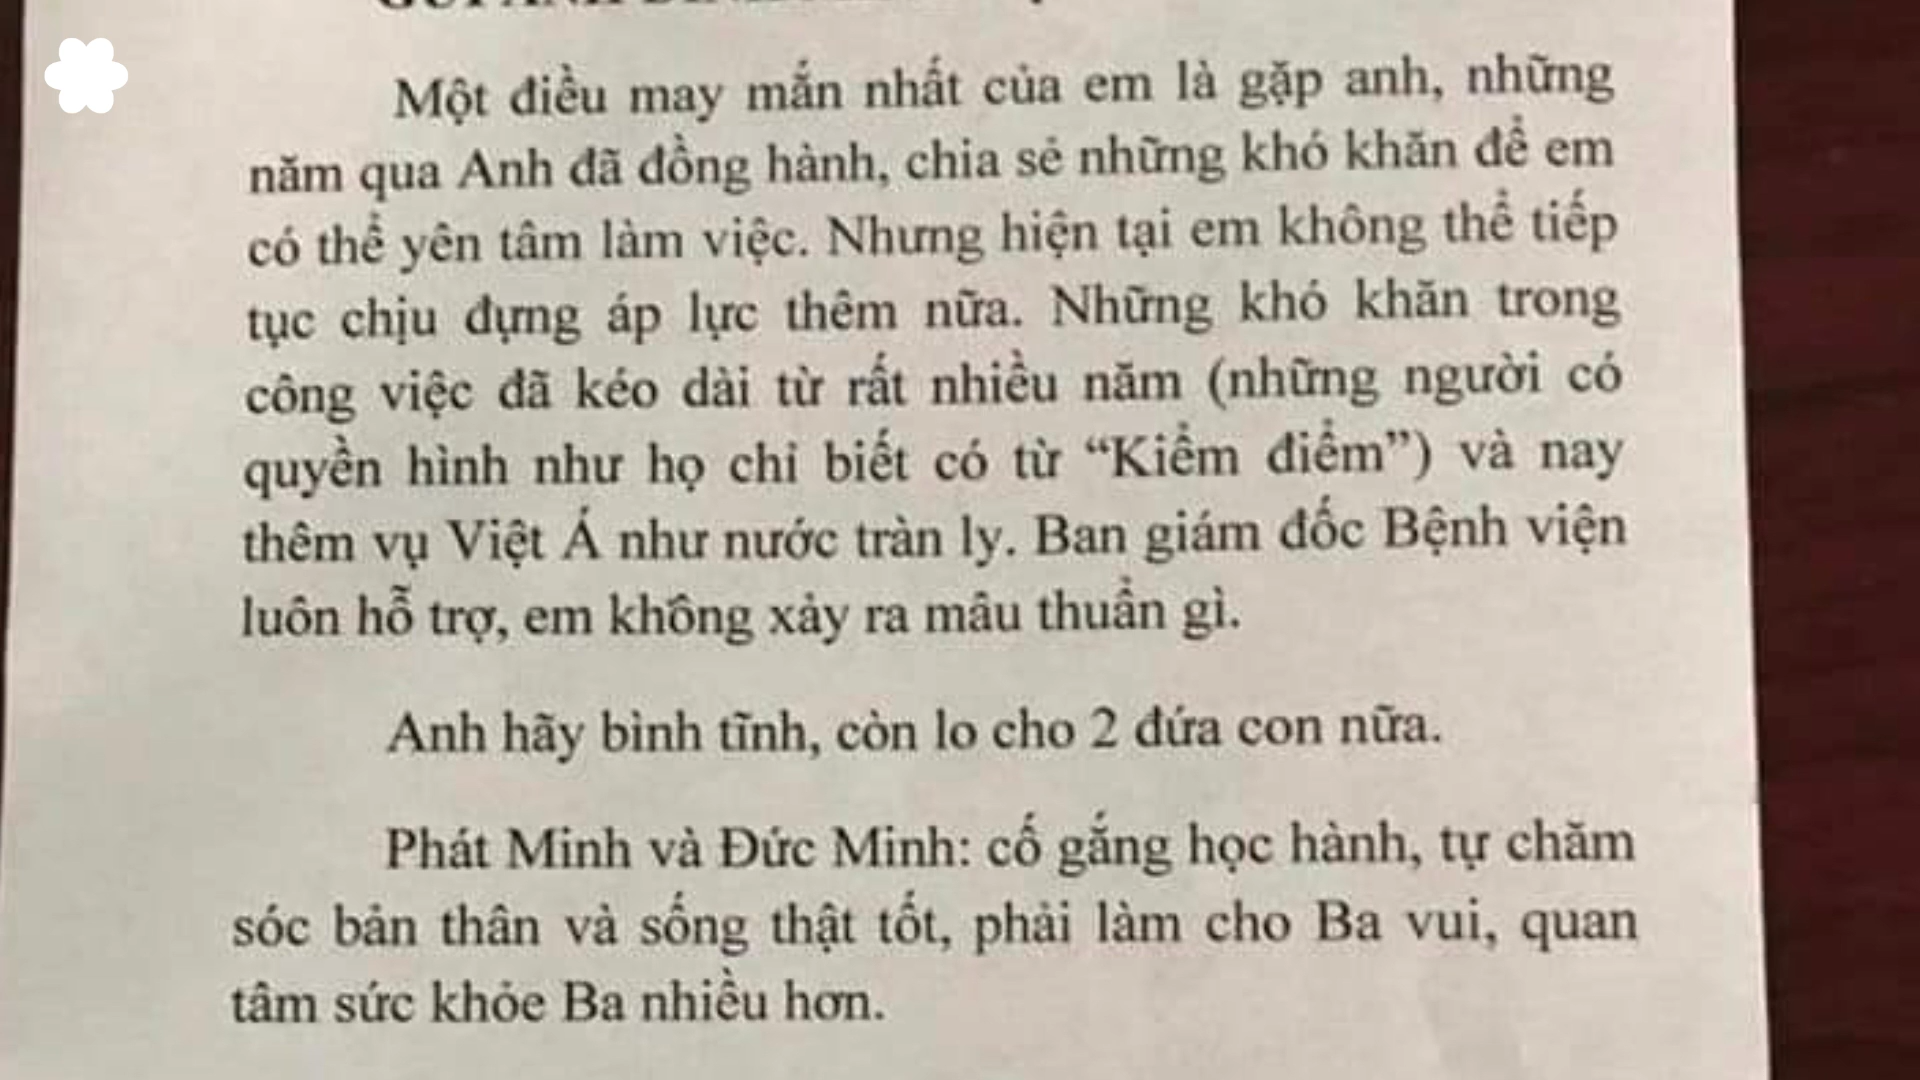 Một điều may mắn nhất của em là gặp anh, những
năm qua Anh đã đồng hành, chia sẻ những khó khăn để em
có thể yên tâm làm việc. Nhưng hiện tại em không thể tiếp
tục chịu đựng áp lực thêm nữa. Những khó khăn trong
công việc đã kéo dài từ rất nhiều năm (những người có
quyền hình như họ chỉ biết có từ “Kiểm điểm”) và nay
thêm vụ Việt Á như nước tràn ly. Ban giám đốc Bệnh viện
luôn hỗ trợ, em không xảy ra mâu thuẫn gì.
Anh hãy bình tĩnh, còn lo cho 2 đứa con nữa.
Phát Minh và Đức Minh: cố gắng học hành, tự chăm
sóc bản thân và sống thật tốt, phải làm cho Ba vui, quan
tâm sức khỏe Ba nhiều hơn.